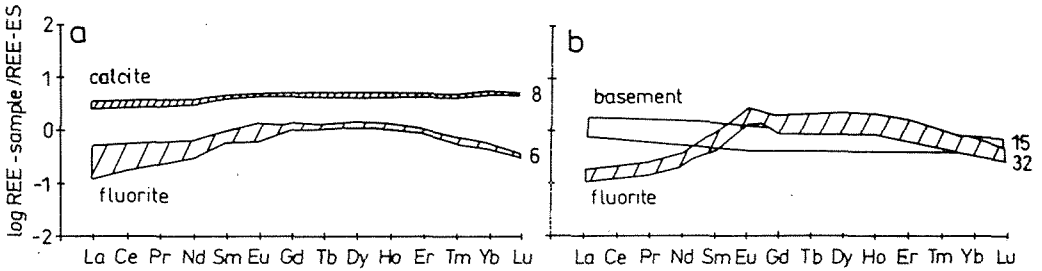 log REE-sample/REE-ES
2
1
0
-1
-2
a
calcite
fluorite
8
6
La Ce Pr Nd Sm Eu Gd Tb Dy Ho Er Tm Yb Lu
b
basement
fluorite
15
32
La Ce Pr Nd Sm Eu Gd Tb Dy Ho Er Tm Yb Lu